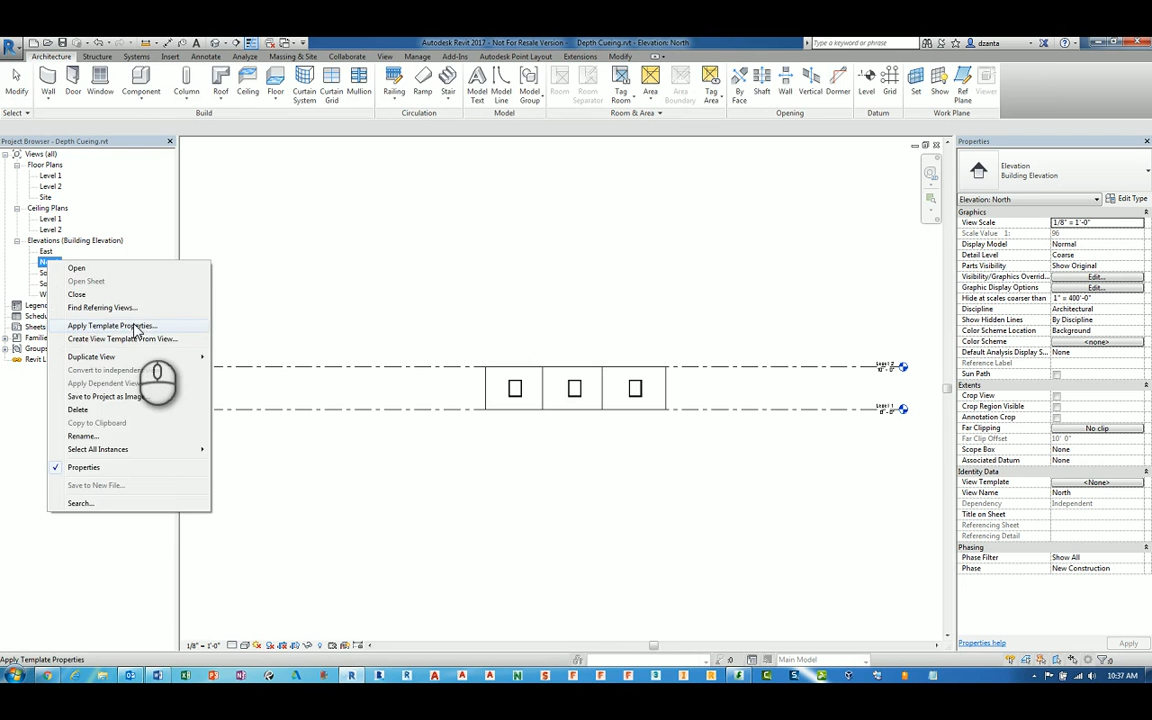 Autodesk Revit 2017 - Not For Resale Version - Depth Cueing.rvt - Elevation: North
Type a keyword or phrase
dzanta
Architecture Structure Systems Insert Annotate Analyze Massing & Site Collaborate View Manage Add-Ins Autodesk Point Layout Extensions Modify
Modify Wall Door Window Component Column Roof Ceiling Floor Curtain System Curtain Grid Mullion Railing Ramp Stair Model Text Model Line Model Group Room Room Separator Tag Room Area Area Boundary Tag Area By Face Shaft Wall Vertical Dormer Level Grid Set Show Ref Plane Viewer
Select Build Circulation Model Room & Area Opening Datum Work Plane
Project Browser - Depth Cueing.rvt
Views (all)
Floor Plans
Level 1
Level 2
Site
Ceiling Plans
Level 1
Level 2
Elevations (Building Elevation)
East
Open
Open Sheet
Close
Find Referring Views...
Apply Template Properties...
Create View Template From View...
Duplicate View
Convert to independent
Apply Dependent View
Save to Project as Image
Delete
Copy to Clipboard
Rename...
Select All Instances
Properties
Save to New File...
Search...
Legen
Schedu
Sheets
Familie
Groups
Revit L
1/8" = 1'-0"
Properties
Elevation
Building Elevation
Elevation: North Edit Type
Graphics
View Scale 1/8" = 1'-0"
Scale Value 1: 96
Display Model Normal
Detail Level Coarse
Parts Visibility Show Original
Visibility/Graphics Overrid... Edit...
Graphic Display Options Edit...
Hide at scales coarser than 1" = 400'-0"
Discipline Architectural
Show Hidden Lines By Discipline
Color Scheme Location Background
Color Scheme <none>
Default Analysis Display S... None
Reference Label
Sun Path
Extents
Crop View
Crop Region Visible
Annotation Crop
Far Clipping No clip
Far Clip Offset 10' 0"
Scope Box None
Associated Datum None
Identity Data
View Template <None>
View Name North
Dependency Independent
Title on Sheet
Referencing Sheet
Referencing Detail
Phasing
Phase Filter Show All
Phase New Construction
Properties help Apply
Apply Template Properties
:0 Main Model :0
10:37 AM